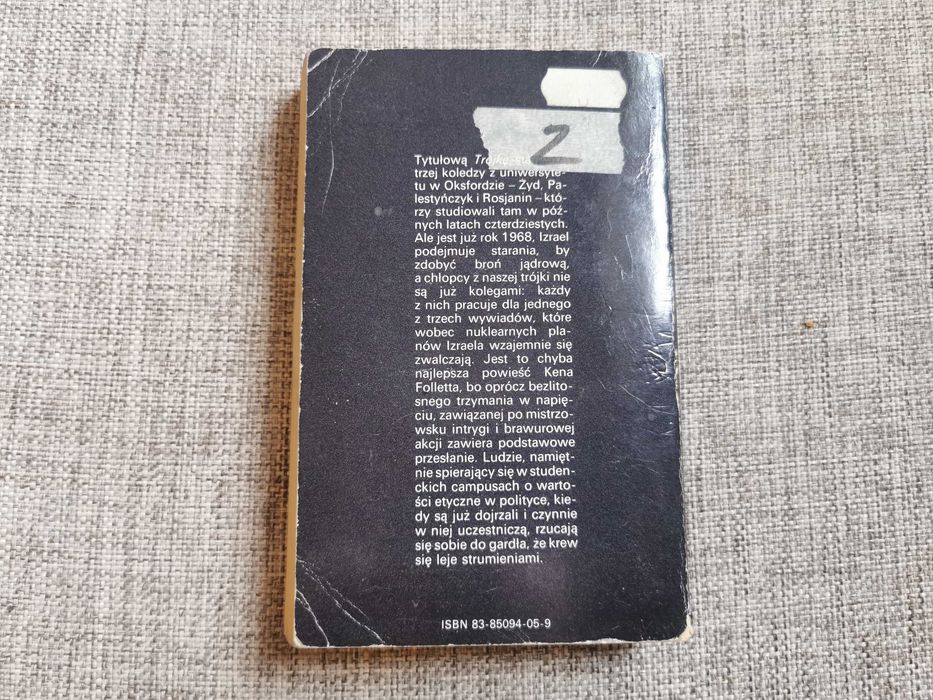 2
Tytułową Trójkę
trzej koledzy z uniwersyte-
tu w Oksfordzie – Żyd, Pa-
lestyńczyk i Rosjanin – któ-
rzy studiowali tam w póź-
nych latach czterdziestych.
Ale jest już rok 1968, Izrael
podejmuje starania, by
zdobyć broń jądrową,
a chłopcy z naszej trójki nie
są już kolegami: każdy
z nich pracuje dla jednego
z trzech wywiadów, które
wobec nuklearnych pla-
nów Izraela wzajemnie się
zwalczają. Jest to chyba
najlepsza powieść Kena
Folletta, bo oprócz bezlito-
snego trzymania w napię-
ciu, zawiązanej po mistrzo-
wsku intrygi i brawurowej
akcji zawiera podstawowe
przesłanie. Ludzie, namięt-
nie spierający się w studen-
ckich campusach o warto-
ści etyczne w polityce, kie-
dy są już dojrzali i czynnie
w niej uczestniczą, rzucają
się sobie do gardła, że krew
się leje strumieniami.
ISBN 83-85094-05-9